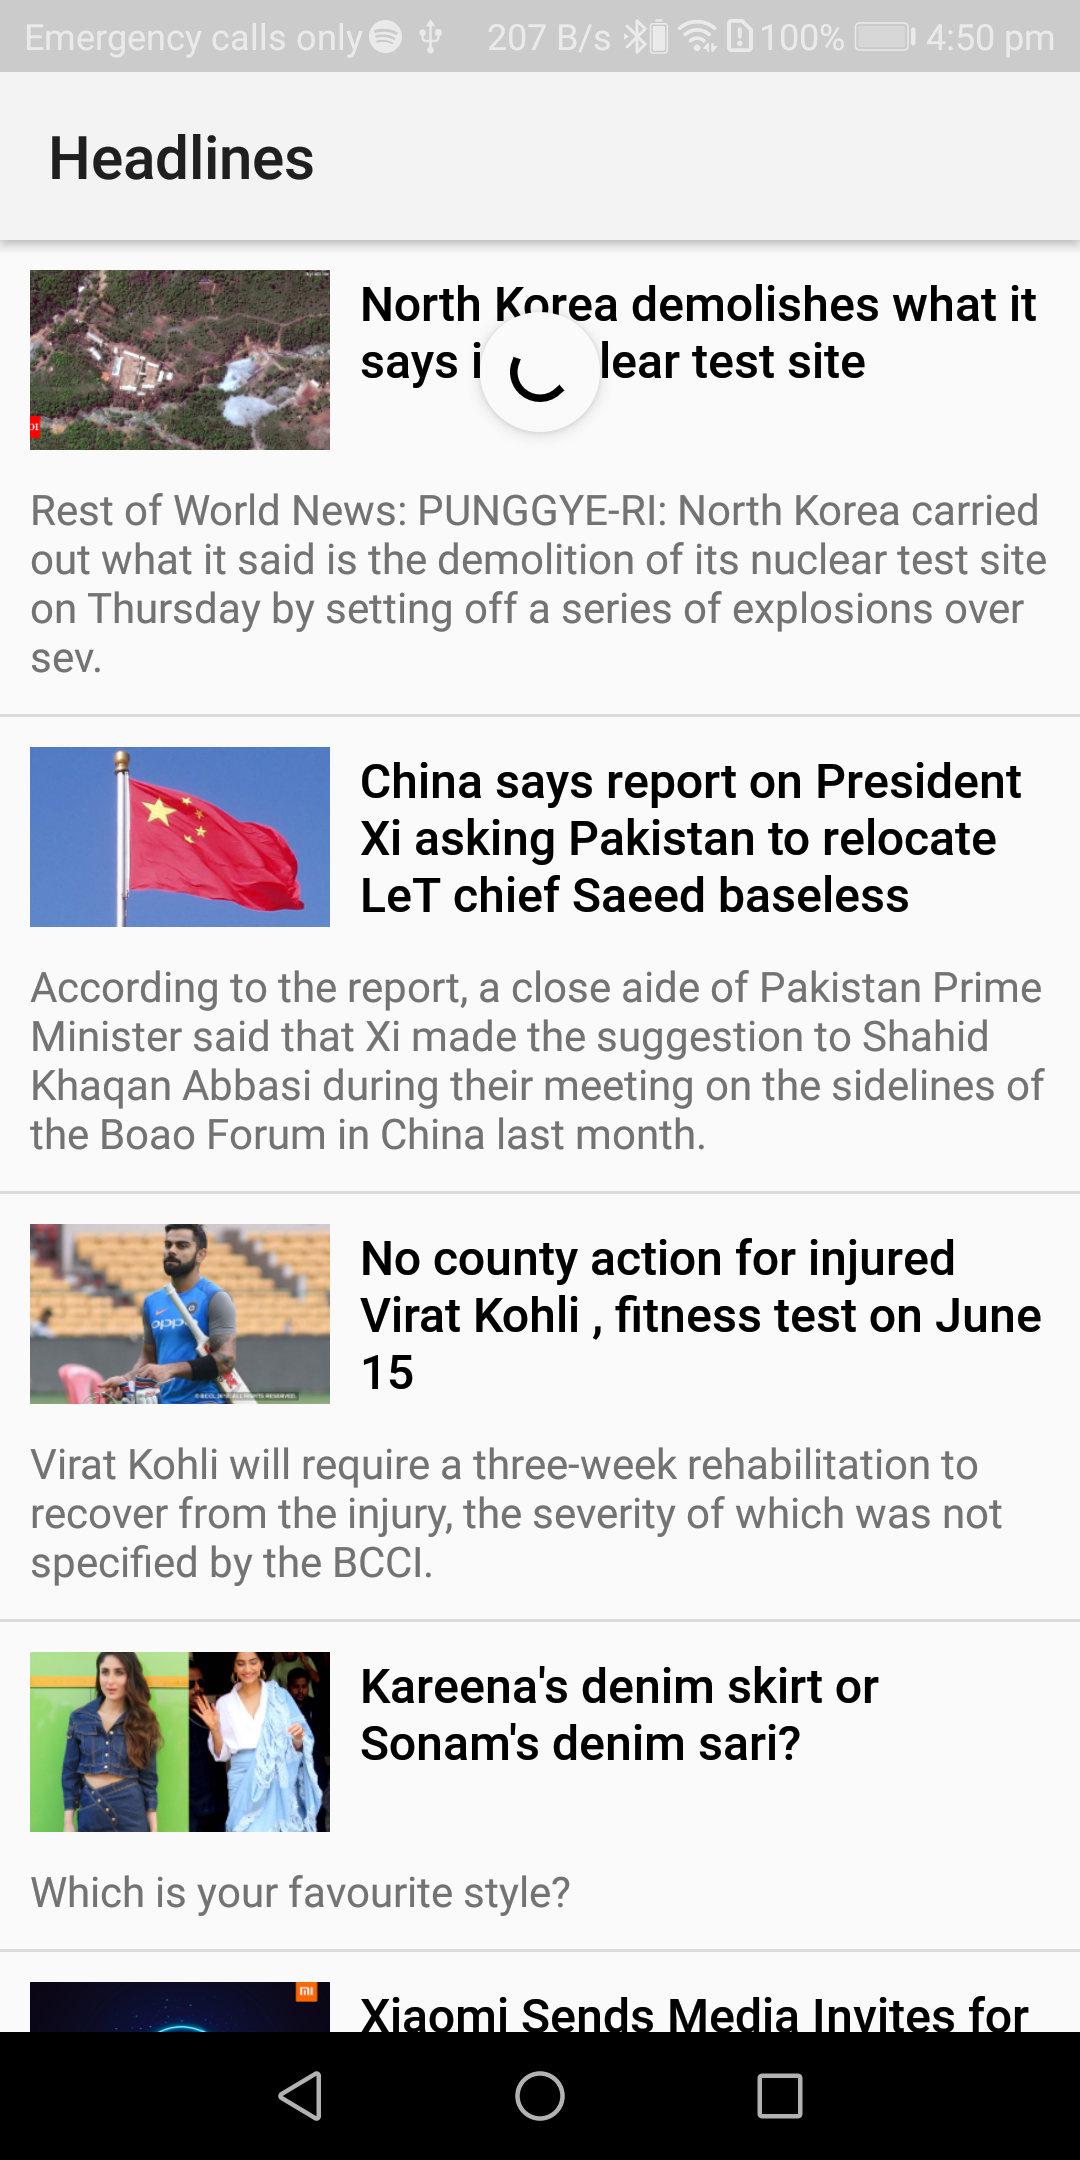 Emergency calls only 207 B/s 100% 4:50 pm
Headlines
North Korea demolishes what it
says i lear test site
Rest of World News: PUNGGYE-RI: North Korea carried
out what it said is the demolition of its nuclear test site
on Thursday by setting off a series of explosions over
sev.
China says report on President
Xi asking Pakistan to relocate
LeT chief Saeed baseless
According to the report, a close aide of Pakistan Prime
Minister said that Xi made the suggestion to Shahid
Khaqan Abbasi during their meeting on the sidelines of
the Boao Forum in China last month.
oppo
No county action for injured
Virat Kohli , fitness test on June
15
Virat Kohli will require a three-week rehabilitation to
recover from the injury, the severity of which was not
specified by the BCCI.
Kareena's denim skirt or
Sonam's denim sari?
Which is your favourite style?
mi
Xiaomi Sends Media Invites for